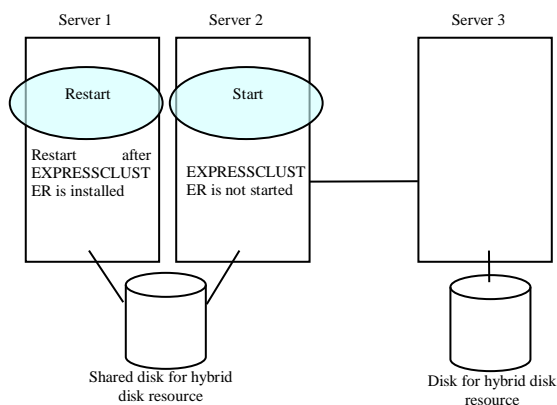 Server 1
Server 2
Server 3
Restart
Start
Restart after
EXPRESSCLUST
ER is installed
EXPRESSCLUST
ER is not started
Shared disk for hybrid
disk resource
Disk for hybrid disk
resource